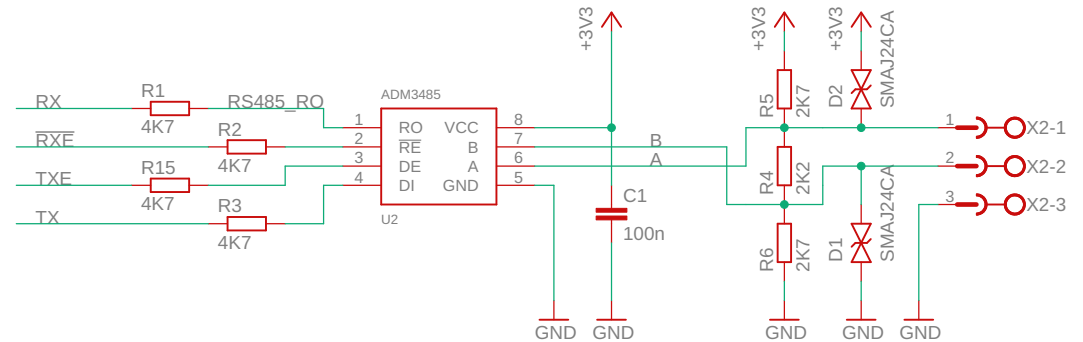 +3V3
+3V3
+3V3
SMAJ24CA
ADM3485
RX
R1
4K7
RS485_RO
RXE
R2
4K7
TXE
R15
4K7
TX
R3
4K7
1
RO
VCC
8
2
RE
B
7
3
DE
A
6
4
DI
GND
5
U2
B
A
C1
100n
R5
2K7
D2
R4
2K2
R6
2K7
D1
SMAJ24CA
1
X2-1
2
X2-2
3
X2-3
GND
GND
GND
GND
GND